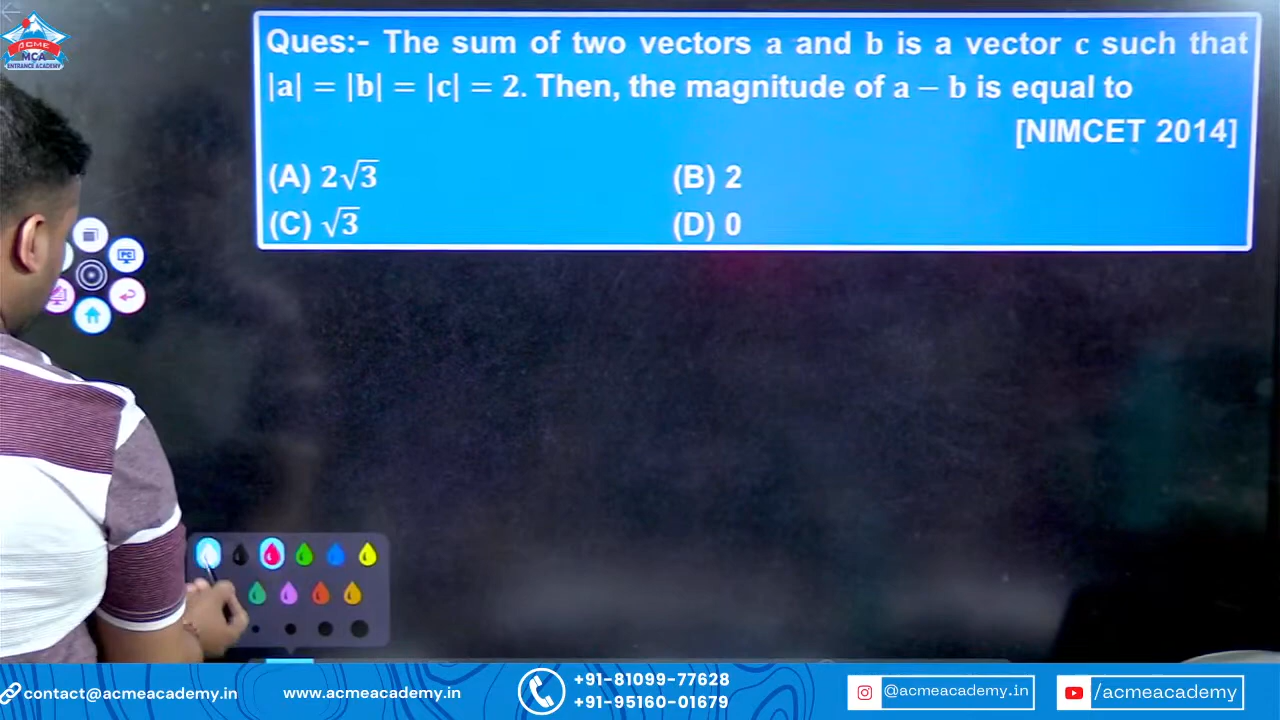 ACME
MCA
ENTRANCE ACADEMY
Ques:- The sum of two vectors a and b is a vector c such that
|a| = |b| = |c| = 2. Then, the magnitude of a − b is equal to
[NIMCET 2014]
(A) 2√3 (B) 2
(C) √3 (D) 0
PC
contact@acmeacademy.in
www.acmeacademy.in
+91-81099-77628
+91-95160-01679
@acmeacademy.in
/acmeacademy